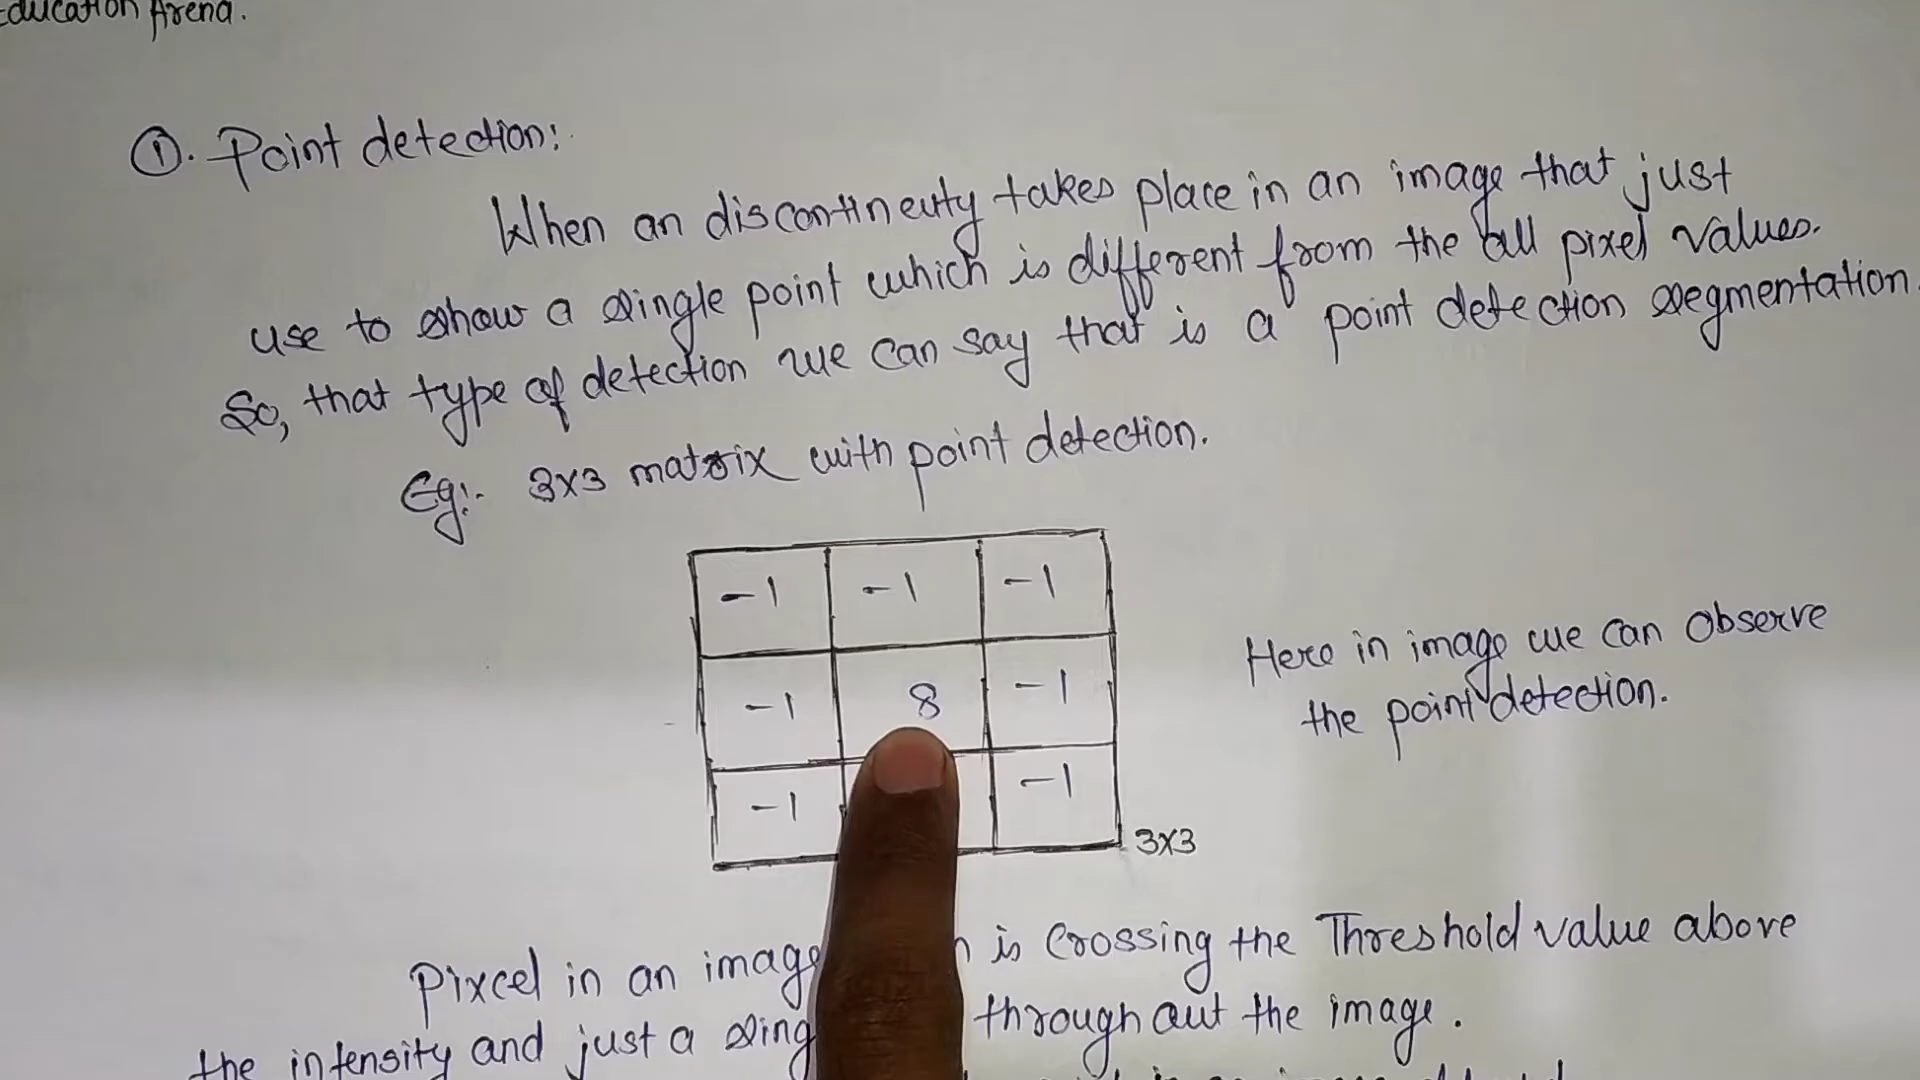 Education Arena.
①. Point detection:
When an discontineuty takes place in an image that just
use to show a single point which is different from the all pixel values.
So, that type of detection we can say that is a point detection segmentation.
Eg:- 3x3 matrix with point detection.
-1 -1 -1
-1 8 -1
-1 -1
3x3
Here in image we can observe
the point detection.
Pixcel in an image is crossing the Threshold value above
the intensity and just a through out the image.